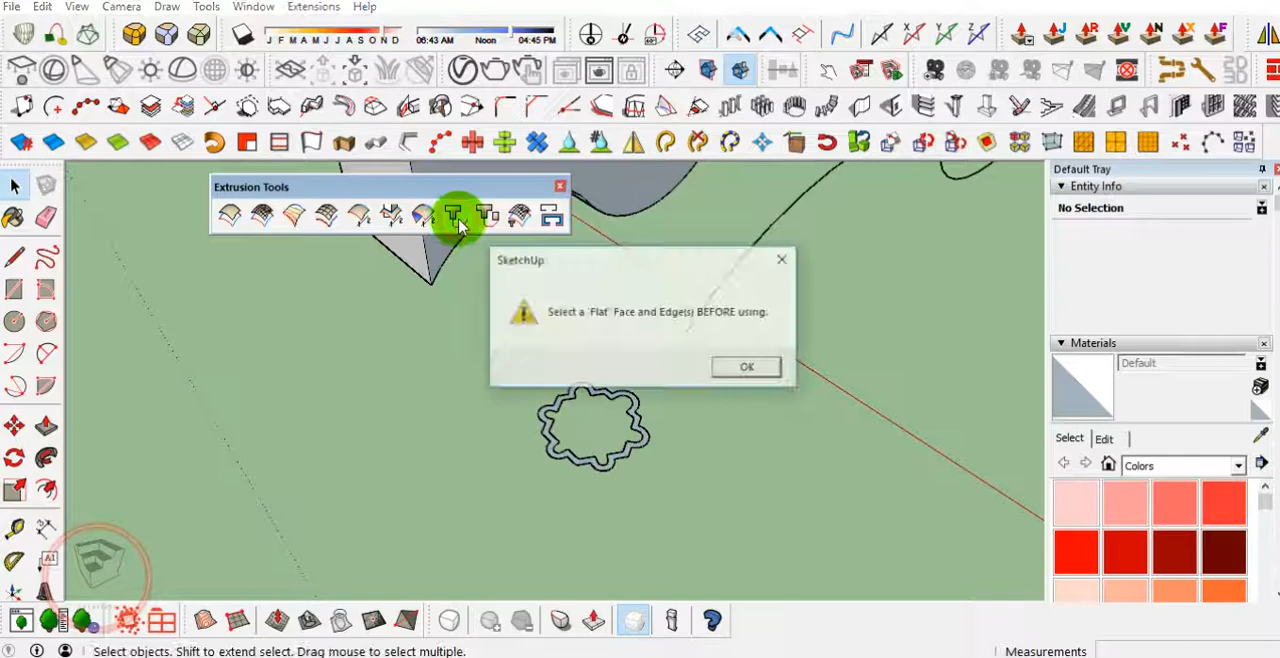 File Edit View Camera Draw Tools Window Extensions Help
J F M A M J J A S O N D
06:43 AM Noon 04:45 PM
Default Tray
Extrusion Tools
Entity Info
No Selection
SketchUp
Select a 'Flat' Face and Edge(s) BEFORE using.
OK
Materials
Default
Select Edit
Colors
Select objects. Shift to extend select. Drag mouse to select multiple.
Measurements